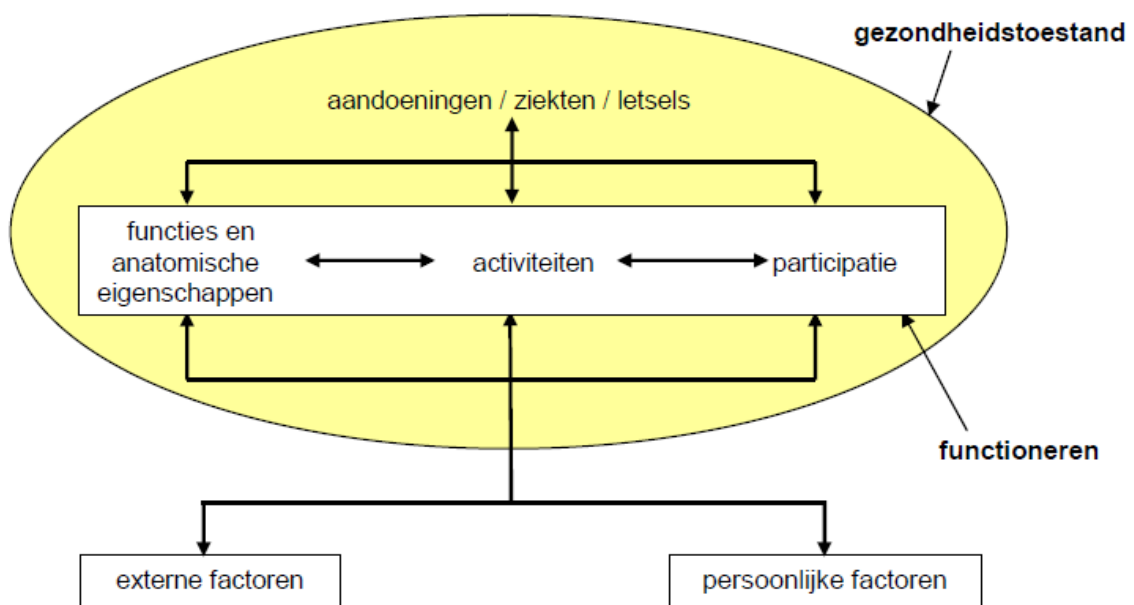 gezondheidstoestand
aandoeningen / ziekten / letsels
functies en
anatomische
eigenschappen
activiteiten
participatie
functioneren
externe factoren
persoonlijke factoren